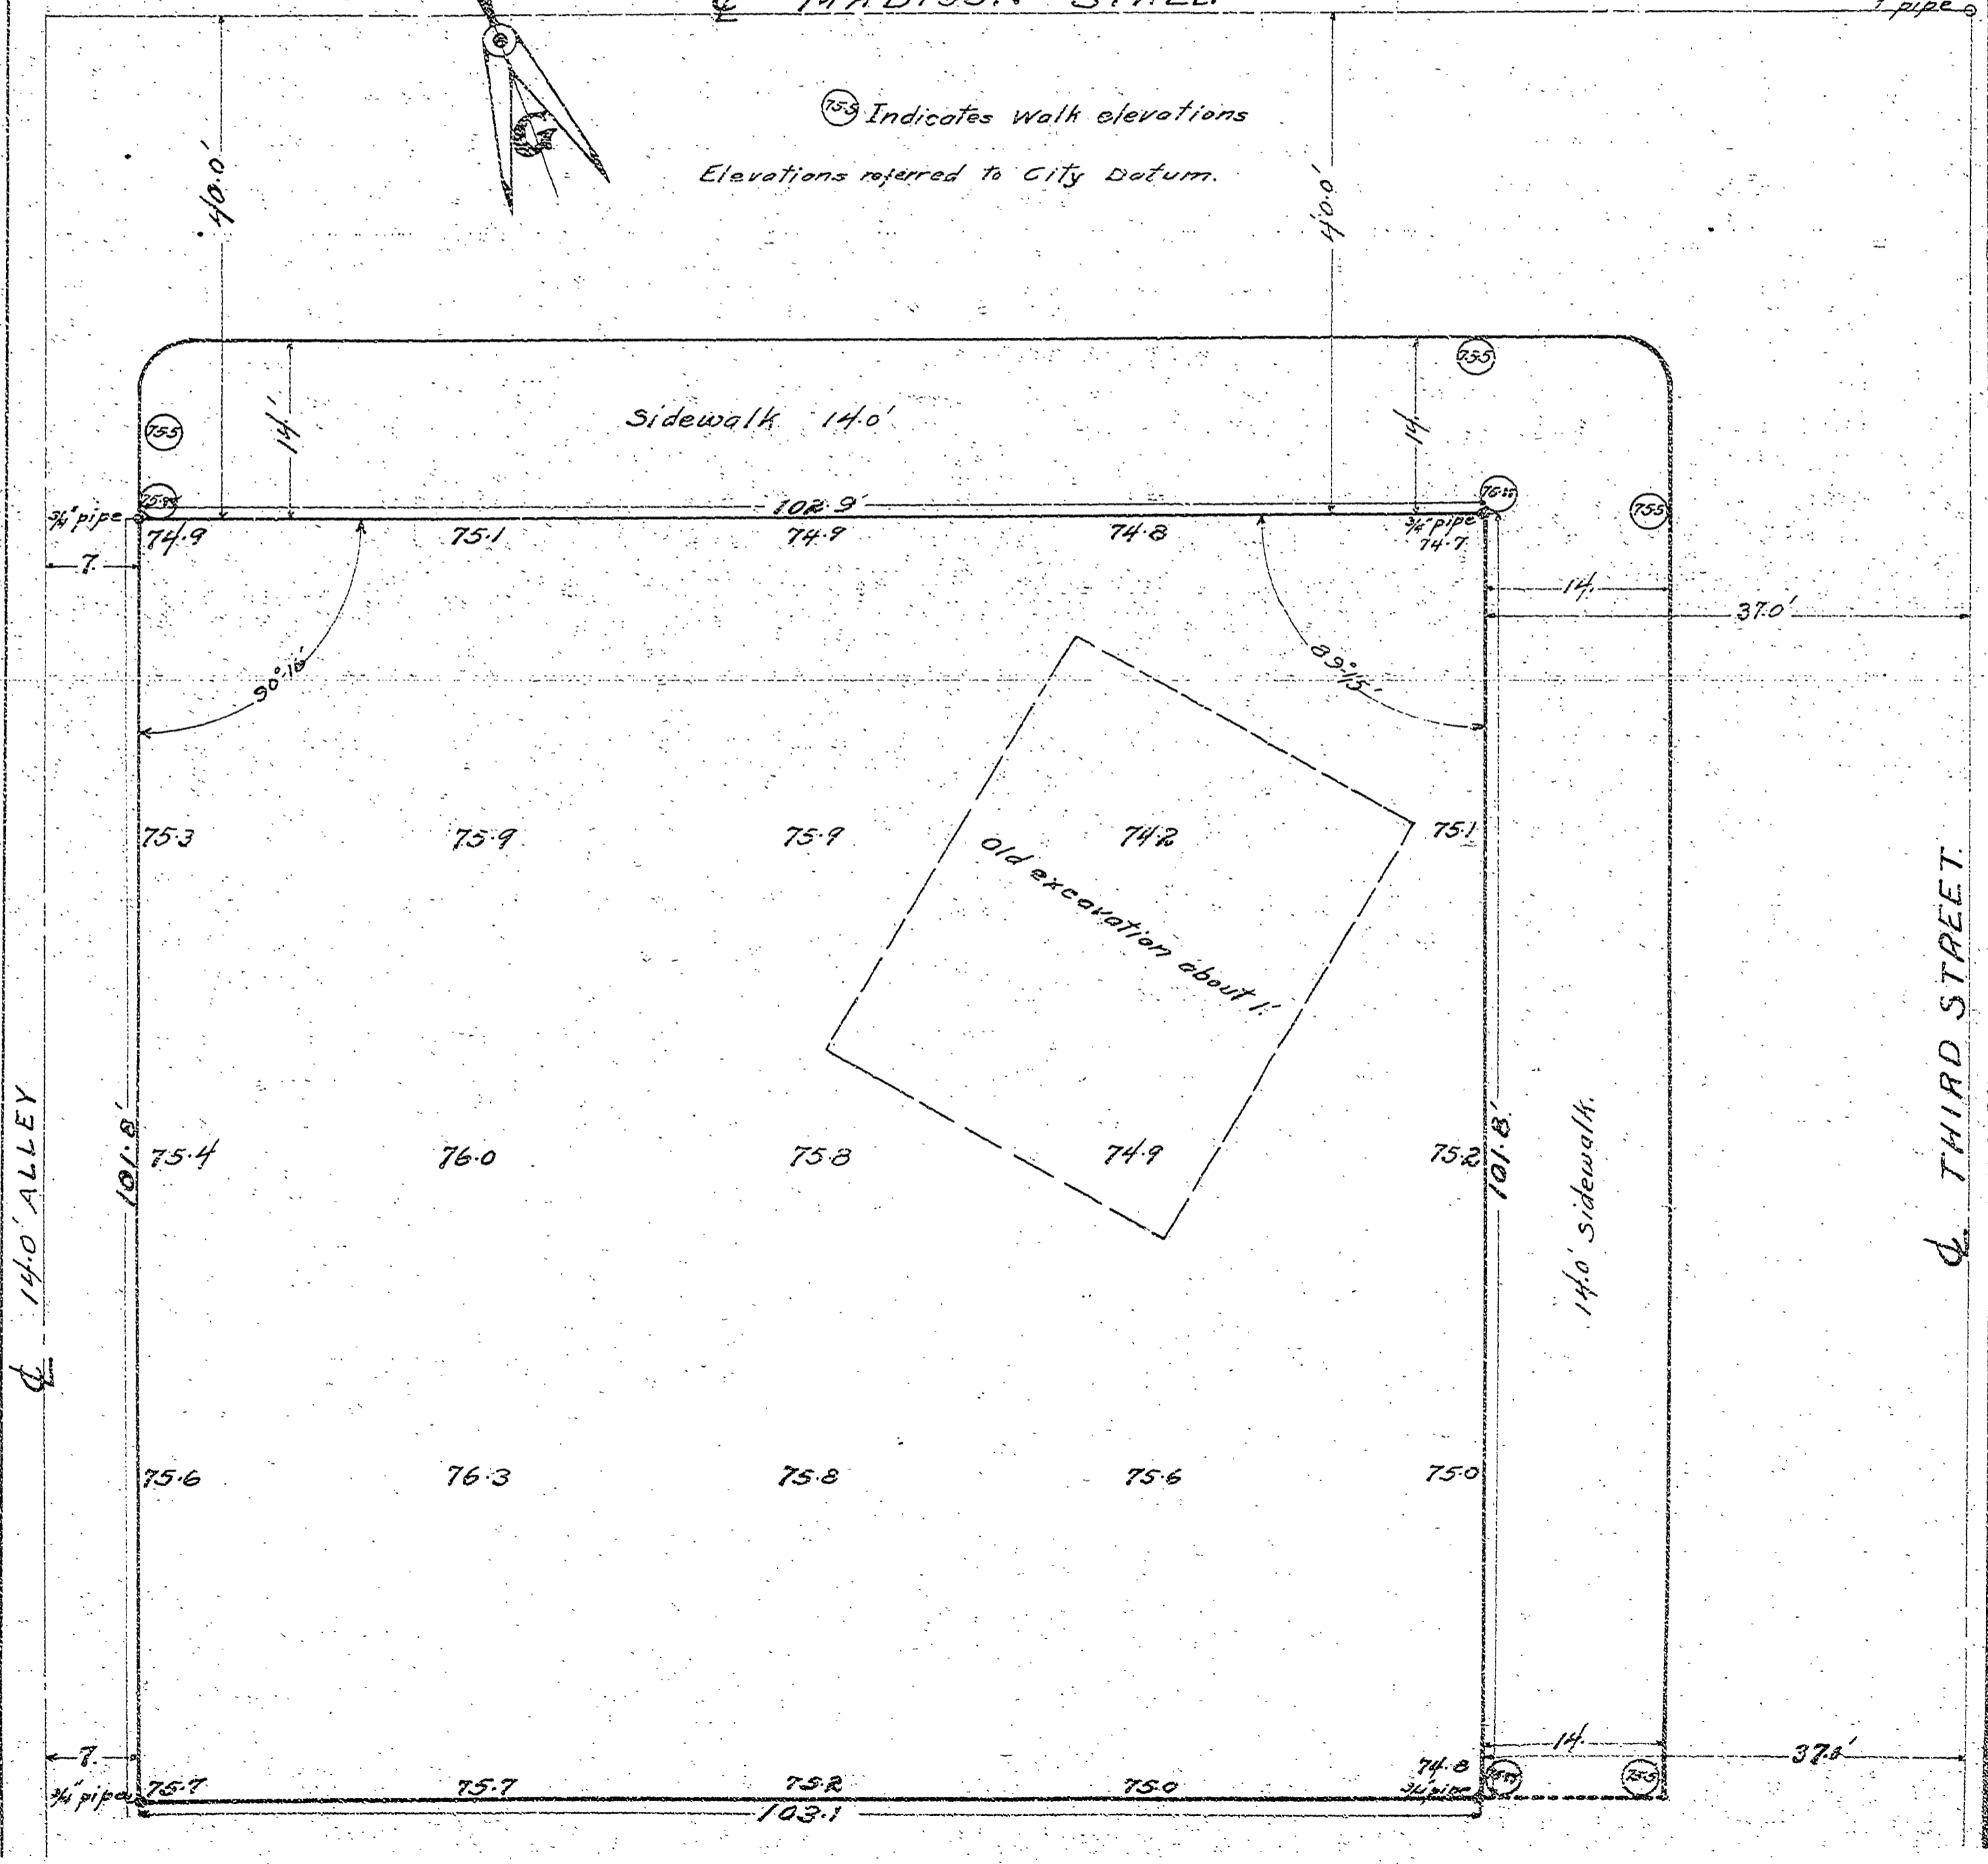 ℄ MADISON STREET
1" pipe
G
40.0'
40.0'
75.5 Indicates walk elevations
Elevations referred to City Datum.
75.5
14'
Sidewalk 14.0'
14.
75.5
75.5
3/4" pipe
102.9'
3/4" pipe
74.9 75.1 74.9 74.8 74.7
7.
14.
37.0'
89°-15'
75.3 75.9 75.9 74.2 75.1
Old excavation about 1.'
℄ 14.0' ALLEY
101.8'
75.4 76.0 75.8 74.9 75.2
101.8'
14.0' sidewalk.
℄ THIRD STREET.
75.6 76.3 75.8 75.6 75.0
7.
14.
3/4" pipe
75.7 75.7 75.2 75.0 74.8
3/4" pipe
75.5
103.1